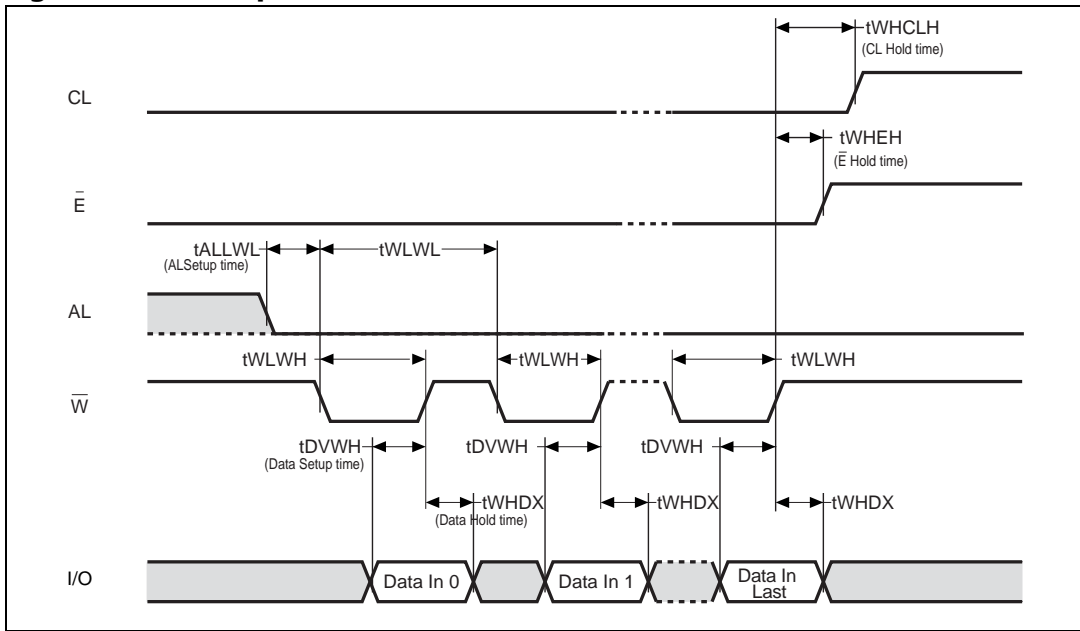 tWHCLH
(CL Hold time)
CL
tWHEH
(E̅ Hold time)
E̅
tALLWL
(ALSetup time)
tWLWL
AL
tWLWH
tWLWH
tWLWH
W̅
tDVWH
(Data Setup time)
tDVWH
tDVWH
tWHDX
(Data Hold time)
tWHDX
tWHDX
I/O
Data In 0
Data In 1
Data In
Last